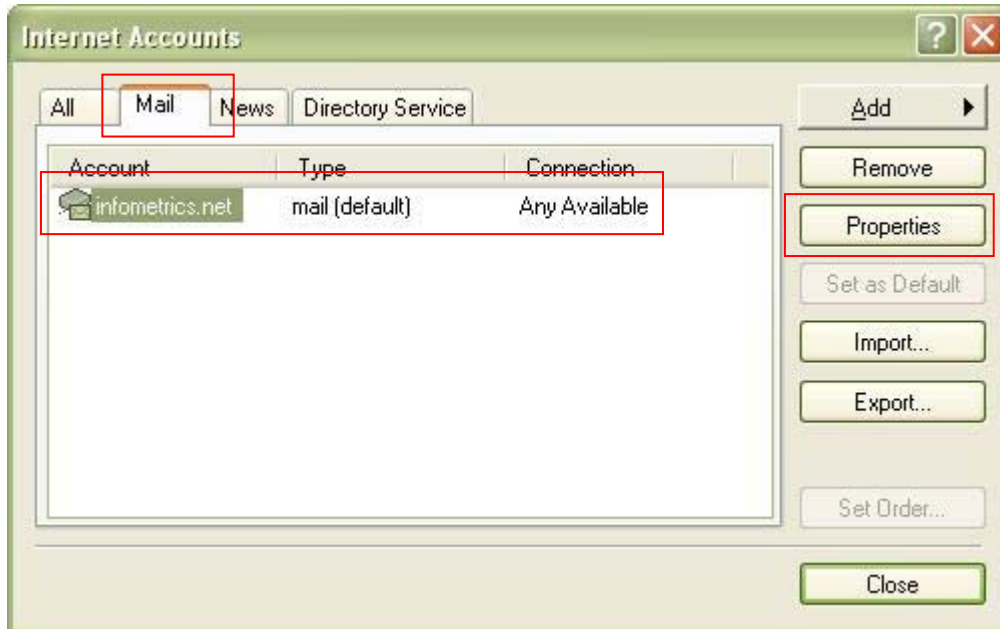 Internet Accounts
All Mail News Directory Service
Account Type Connection
infometrics.net mail (default) Any Available
Add
Remove
Properties
Set as Default
Import...
Export...
Set Order...
Close